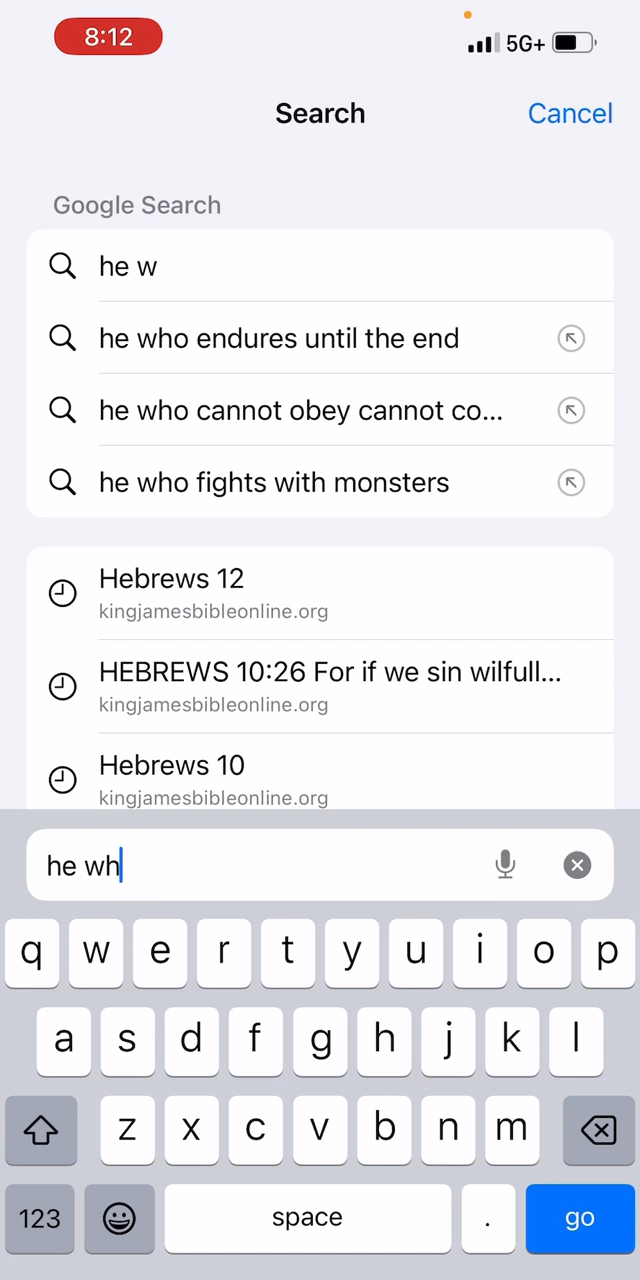 8:12
5G+
Search
Cancel
Google Search
he w
he who endures until the end
he who cannot obey cannot co...
he who fights with monsters
Hebrews 12
kingjamesbibleonline.org
HEBREWS 10:26 For if we sin wilfull...
kingjamesbibleonline.org
Hebrews 10
kingjamesbibleonline.org
he wh
q w e r t y u i o p
a s d f g h j k l
z x c v b n m
123 space . go